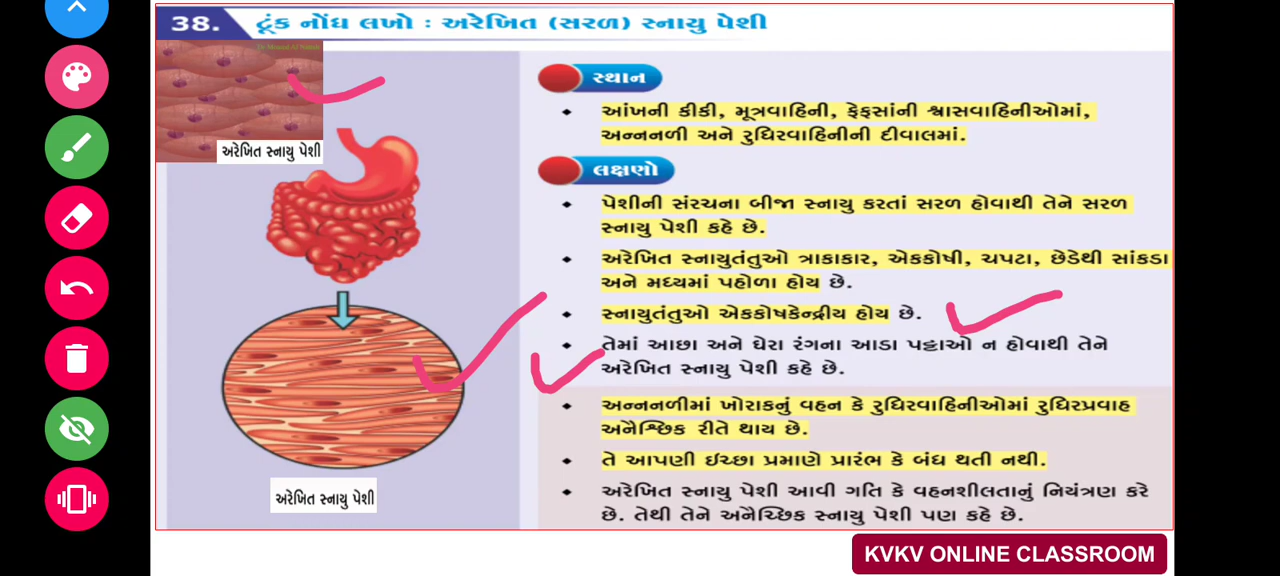 38. ટૂંક નોંધ લખો : અરેખિત (સરળ) સ્નાયુ પેશી
અરેખિત સ્નાયુ પેશી
સ્થાન
• આંખની કીકી, મૂત્રવાહિની, ફેફસાંની શ્વાસવાહિનીઓમાં,
અન્નનળી અને રુધિરવાહિનીની દીવાલમાં.
લક્ષણો
• પેશીની સંરચના બીજા સ્નાયુ કરતાં સરળ હોવાથી તેને સરળ
સ્નાયુ પેશી કહે છે.
• અરેખિત સ્નાયુતંતુઓ ત્રાકાકાર, એકકોષી, ચપટા, છેડેથી સાંકડા
અને મધ્યમાં પહોળા હોય છે.
• સ્નાયુતંતુઓ એકકોષકેન્દ્રીય હોય છે.
• તેમાં આછા અને ઘેરા રંગના આડા પટ્ટાઓ ન હોવાથી તેને
અરેખિત સ્નાયુ પેશી કહે છે.
• અન્નનળીમાં ખોરાકનું વહન કે રુધિરવાહિનીઓમાં રુધિરપ્રવાહ
અનૈચ્છિક રીતે થાય છે.
• તે આપણી ઈચ્છા પ્રમાણે પ્રારંભ કે બંધ થતી નથી.
• અરેખિત સ્નાયુ પેશી આવી ગતિ કે વહનશીલતાનું નિયંત્રણ કરે
છે. તેથી તેને અનૈચ્છિક સ્નાયુ પેશી પણ કહે છે.
અરેખિત સ્નાયુ પેશી
KVKV ONLINE CLASSROOM